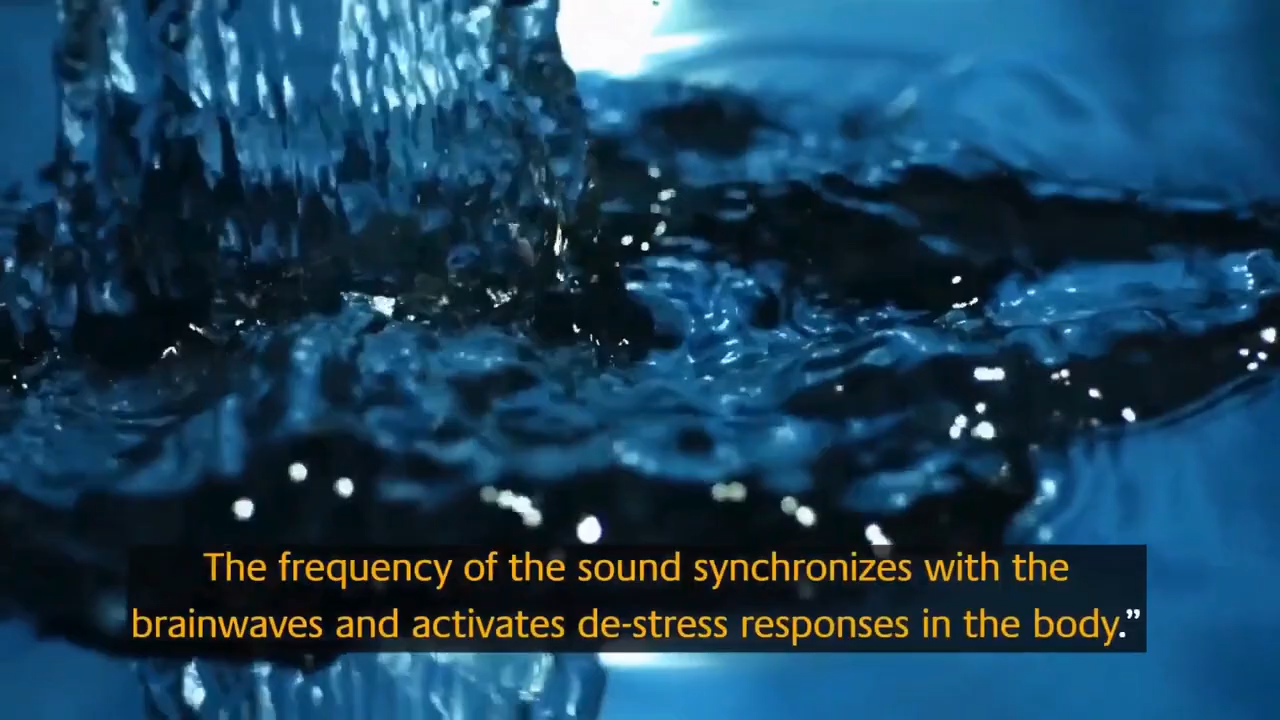 The frequency of the sound synchronizes with the
brainwaves and activates de-stress responses in the body.”